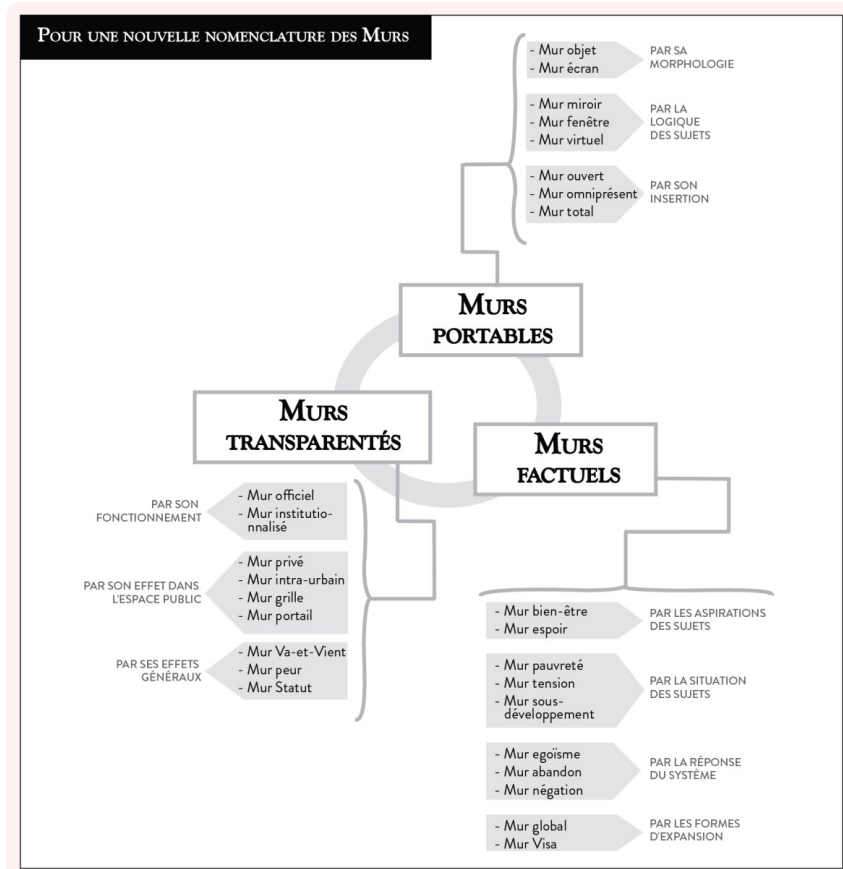 POUR UNE NOUVELLE NOMENCLATURE DES MURS
- Mur objet
- Mur écran
PAR SA
MORPHOLOGIE
- Mur miroir
- Mur fenêtre
- Mur virtuel
PAR LA
LOGIQUE
DES SUJETS
- Mur ouvert
- Mur omniprésent
- Mur total
PAR SON
INSERTION
MURS
PORTABLES
MURS
TRANSPARENTÉS
MURS
FACTUELS
PAR SON
FONCTIONNEMENT
- Mur officiel
- Mur institutio-
nnalisé
PAR SON EFFET DANS
L'ESPACE PUBLIC
- Mur privé
- Mur intra-urbain
- Mur grille
- Mur portail
PAR SES EFFETS
GÉNÉRAUX
- Mur Va-et-Vient
- Mur peur
- Mur Statut
- Mur bien-être
- Mur espoir
PAR LES ASPIRATIONS
DES SUJETS
- Mur pauvreté
- Mur tension
- Mur sous-
développement
PAR LA SITUATION
DES SUJETS
- Mur egoïsme
- Mur abandon
- Mur négation
PAR LA RÉPONSE
DU SYSTÈME
- Mur global
- Mur Visa
PAR LES FORMES
D'EXPANSION